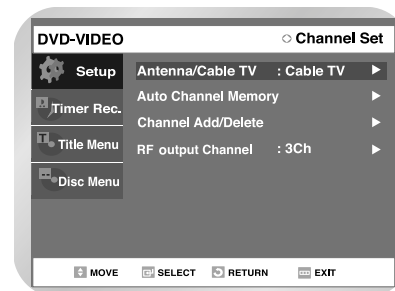 DVD-VIDEO
Channel Set
Setup
Antenna/Cable TV : Cable TV
Auto Channel Memory
Timer Rec.
Channel Add/Delete
Title Menu
RF output Channel : 3Ch
Disc Menu
MOVE SELECT RETURN EXIT